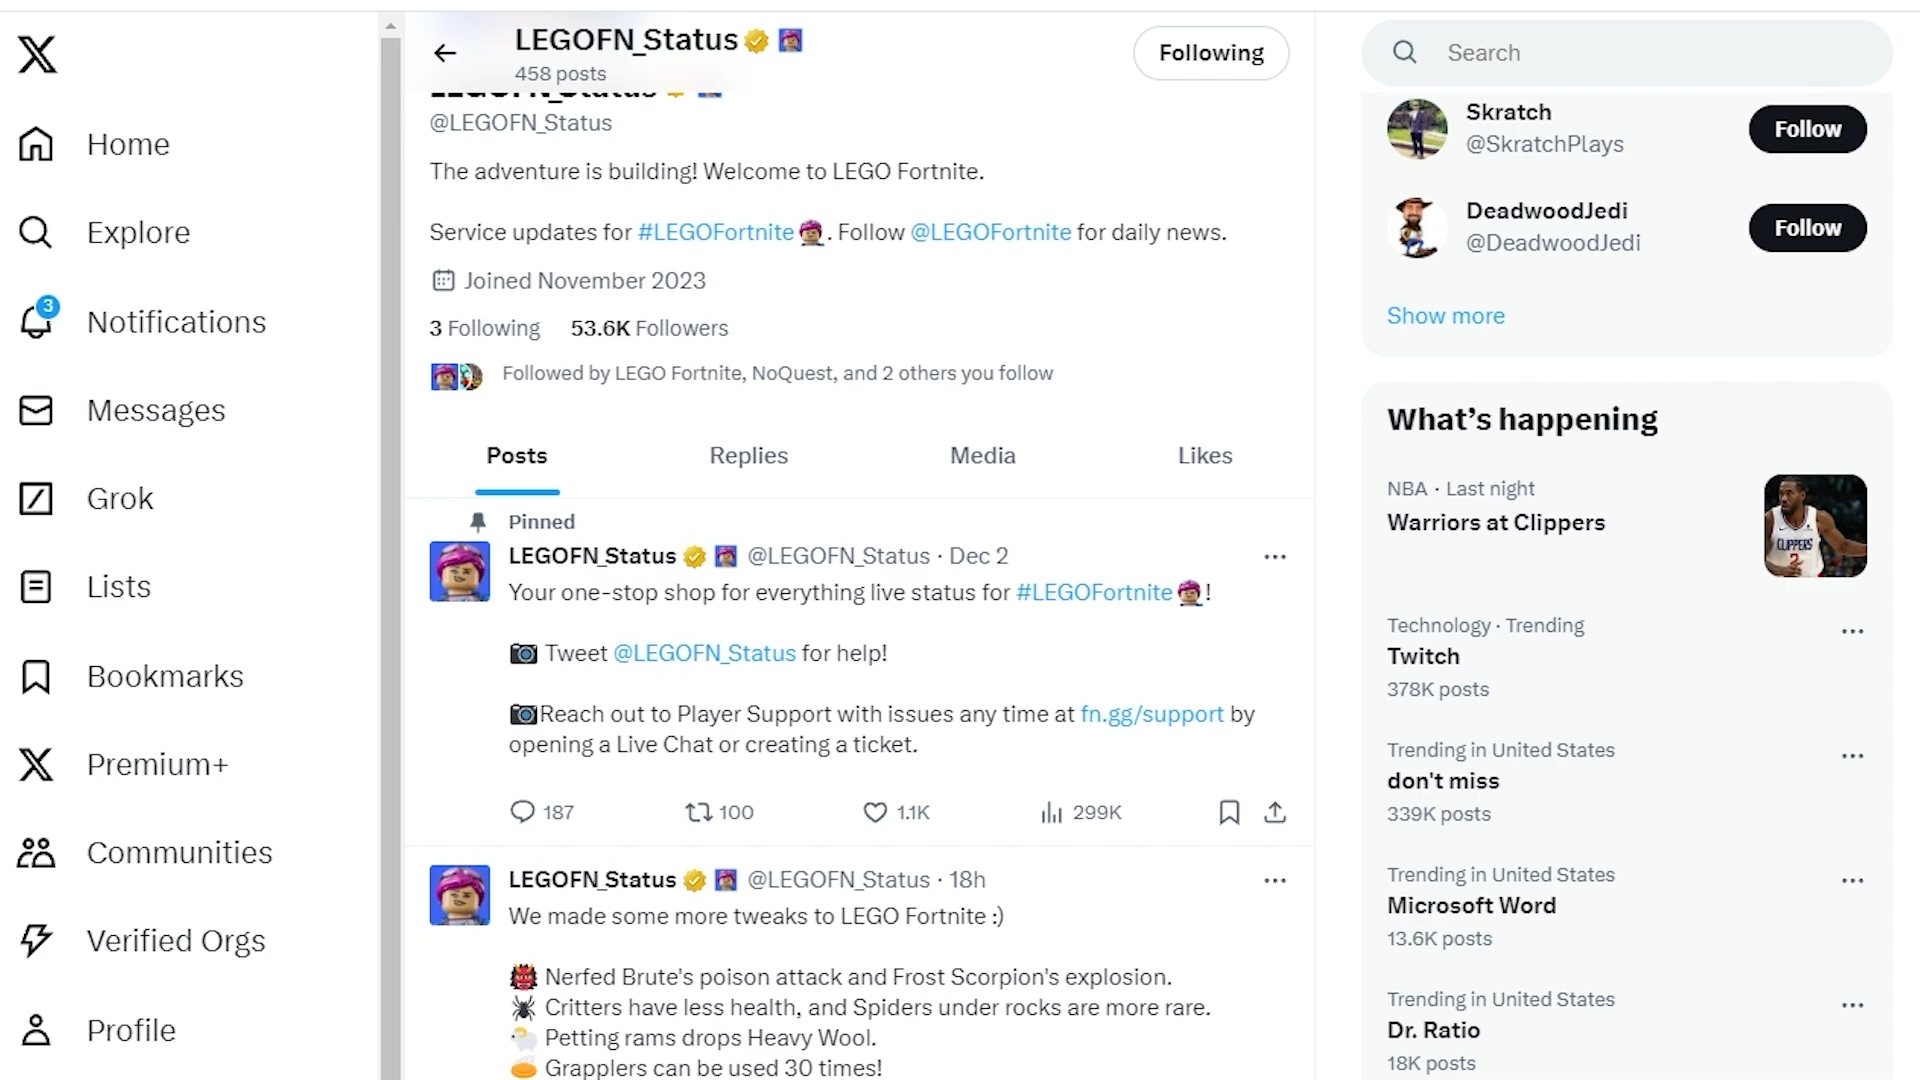 LEGOFN_Status
458 posts
Following
LEGOFN_Status
@LEGOFN_Status
The adventure is building! Welcome to LEGO Fortnite.
Service updates for #LEGOFortnite. Follow @LEGOFortnite for daily news.
Joined November 2023
3 Following 53.6K Followers
Followed by LEGO Fortnite, NoQuest, and 2 others you follow
Posts Replies Media Likes
Pinned
LEGOFN_Status @LEGOFN_Status · Dec 2
Your one-stop shop for everything live status for #LEGOFortnite!
Tweet @LEGOFN_Status for help!
Reach out to Player Support with issues any time at fn.gg/support by
opening a Live Chat or creating a ticket.
187 100 1.1K 299K
LEGOFN_Status @LEGOFN_Status · 18h
We made some more tweaks to LEGO Fortnite :)
Nerfed Brute's poison attack and Frost Scorpion's explosion.
Critters have less health, and Spiders under rocks are more rare.
Petting rams drops Heavy Wool.
Grapplers can be used 30 times!
Home
Explore
3
Notifications
Messages
Grok
Lists
Bookmarks
Premium+
Communities
Verified Orgs
Profile
Search
Skratch
@SkratchPlays
Follow
DeadwoodJedi
@DeadwoodJedi
Follow
Show more
What's happening
NBA · Last night
Warriors at Clippers
CLIPPERS
2
Technology · Trending
Twitch
378K posts
Trending in United States
don't miss
339K posts
Trending in United States
Microsoft Word
13.6K posts
Trending in United States
Dr. Ratio
18K posts